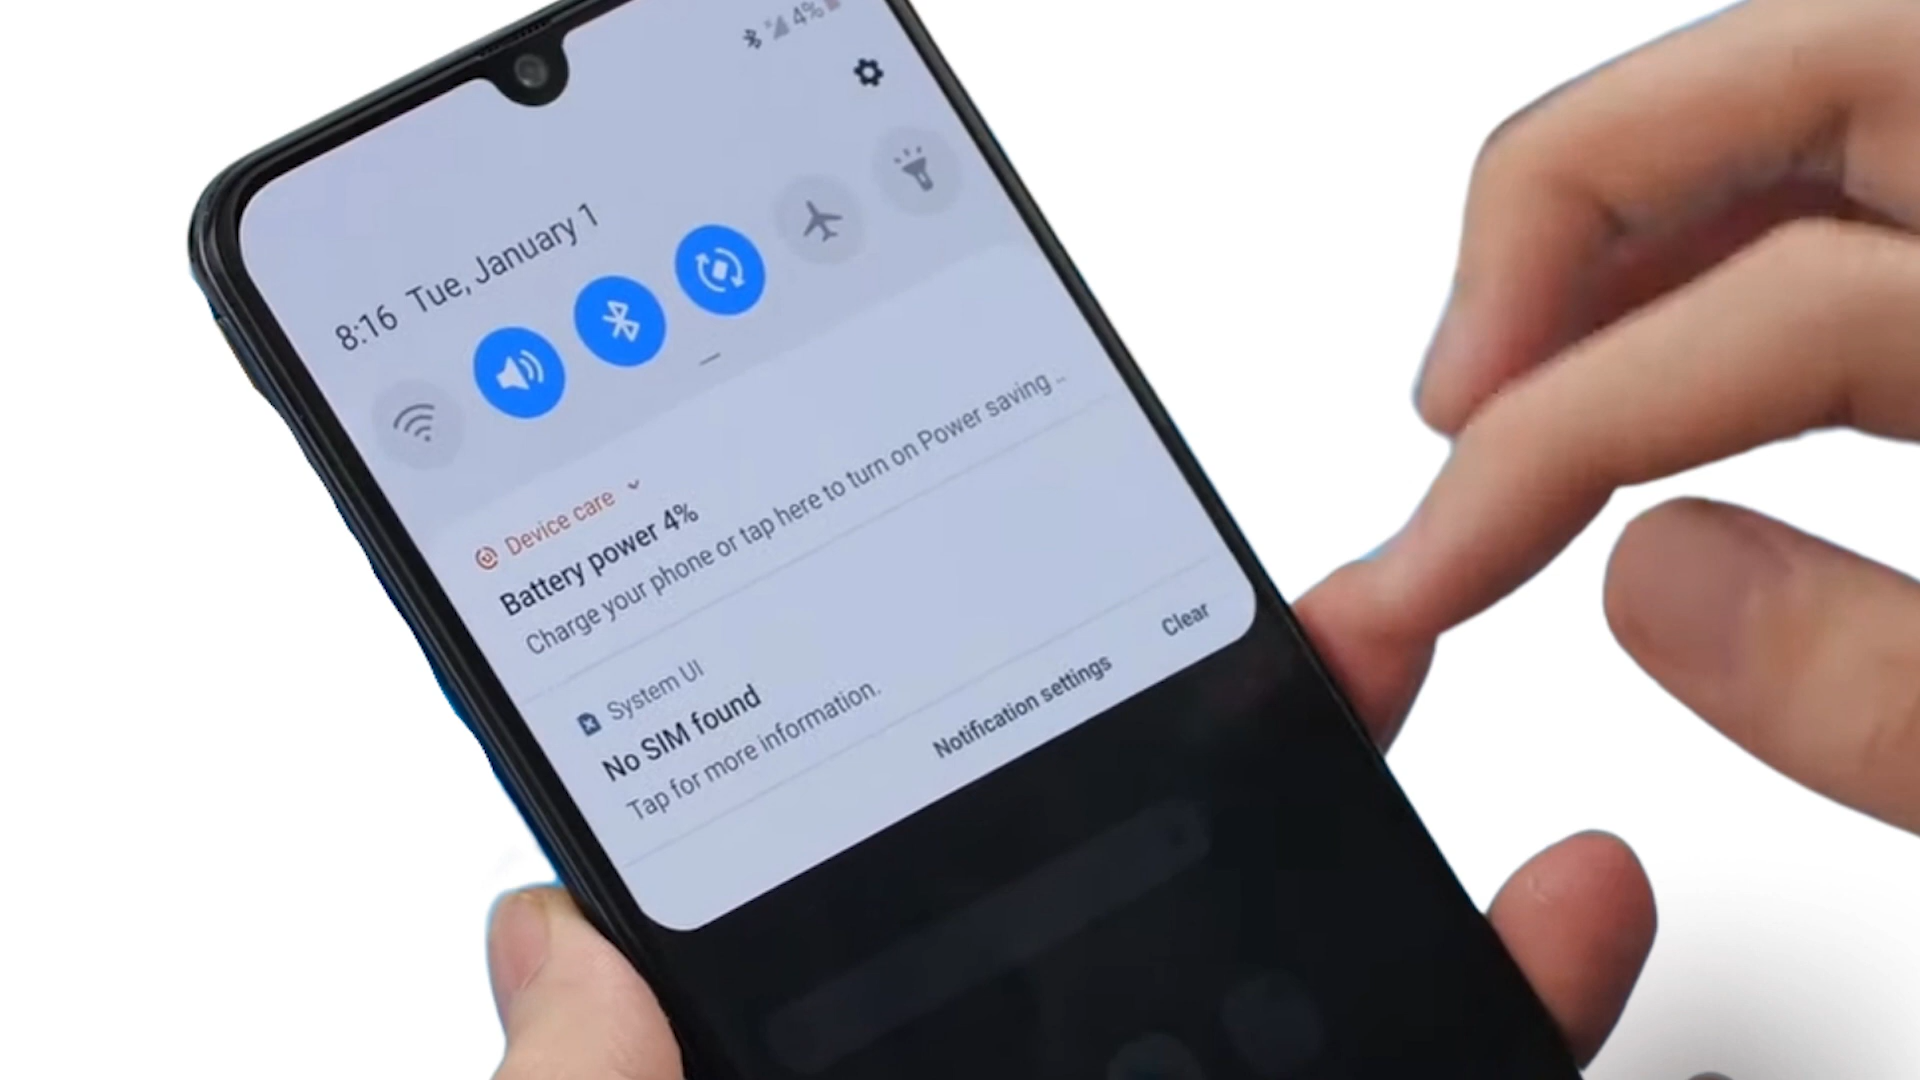 4%
8:16 Tue, January 1
Device care
Battery power 4%
Charge your phone or tap here to turn on Power saving ..
System UI
No SIM found
Tap for more information.
Notification settings Clear